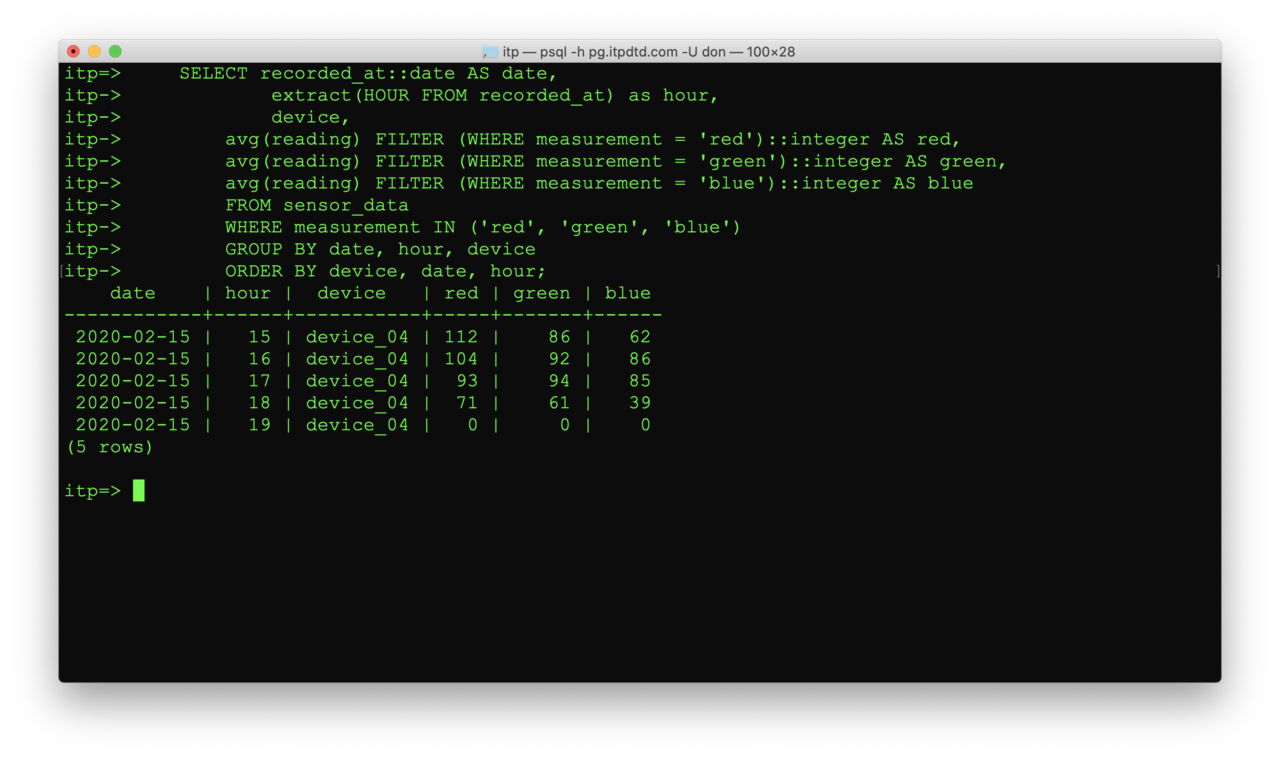 itp — psql -h pg.itpdtd.com -U don — 100×28
itp=>     SELECT recorded_at::date AS date,
itp->             extract(HOUR FROM recorded_at) as hour,
itp->             device,
itp->         avg(reading) FILTER (WHERE measurement = 'red')::integer AS red,
itp->         avg(reading) FILTER (WHERE measurement = 'green')::integer AS green,
itp->         avg(reading) FILTER (WHERE measurement = 'blue')::integer AS blue
itp->         FROM sensor_data
itp->         WHERE measurement IN ('red', 'green', 'blue')
itp->         GROUP BY date, hour, device
[itp->         ORDER BY device, date, hour; ]
    date    | hour |  device   | red | green | blue
------------+------+-----------+-----+-------+------
 2020-02-15 |   15 | device_04 | 112 |    86 |   62
 2020-02-15 |   16 | device_04 | 104 |    92 |   86
 2020-02-15 |   17 | device_04 |  93 |    94 |   85
 2020-02-15 |   18 | device_04 |  71 |    61 |   39
 2020-02-15 |   19 | device_04 |   0 |     0 |    0
(5 rows)
itp=>